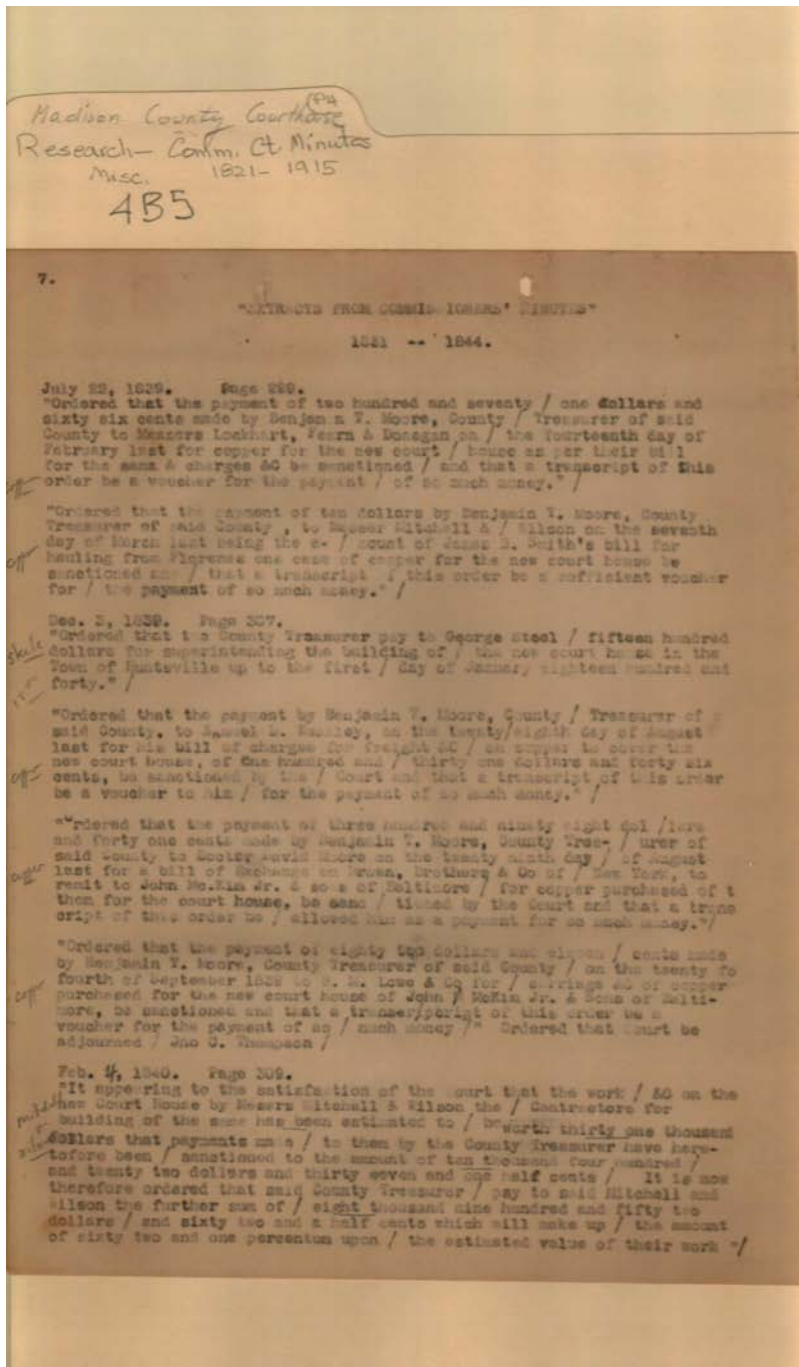 Madison County Courthouse (P4
Research- Comm. Ct. Minutes
Misc. 1821- 1915
4B5
7.
"EXTRACTS FROM COMMISSIONERS' MINUTES"
1821 -- 1844.
July 22, 1839. Page 289.
"Ordered that the payment of two hundred and seventy / one dollars and
sixty six cents made by Benjamin T. Moore, County / Treasurer of said
County to Messers Lockhart, Fearn & Donegan on / the fourteenth day of
February last for copper for the new court / house as per their bill
for the same & charges &C be sanctioned / and that a transcript of this
order be a voucher for the payment / of so much money." /
"Ordered that the payment of ten dollars by Benjamin T. Moore, County
Treasurer of said County , to Messer Mitchell & / Wilson on the seventh
day of March last being the a- / mount of James B. Smith's bill for
hauling from Florence one case of copper for the new court house be
sanctioned and / that a transcript of this order be a sufficient voucher
for / the payment of so much money." /
Dec. 3, 1839. Page 307.
"Ordered that the County Treasurer pay to George Steel / fifteen hundred
dollars for superintending the building of / the new court house in the
Town of Huntsville up to the first / day of January eighteen hundred and
forty." /
"Ordered that the payment by Benjamin T. Moore, County / Treasurer of
said County, to Samuel on the twenty/eighth day of August
last for his bill of charges for freight &C / on copper to cover the
new court house, of one hundred and / thirty one dollars and forty six
cents, be sanctioned by the / Court and that a transcript of this order
be a voucher to him / for the payment of so much money." /
"Ordered that the payment of three hundred and ninety eight dol /lars
and forty one cents made by Benjamin T. Moore, County Treas- / urer of
said County to Doctor David Moore on the twenty ninth day / of August
last for a bill of Exchange on Brown, Brothers & Co of / New York, to
remit to John Mc.Kim Jr. & sons of Baltimore / for copper purchased of t
them for the court house, be sanc / tioned by the Court and that a trans
cript of this order be / allowed him as a payment for so much money."/
"Ordered that the payment of eighty two dollars and eleven / cents made
by Benjamin T. Moore, County Treasurer of said County / on the twenty fo
fourth of September 1839 to Lowe & Co for / carriage &C of copper
purchased for the new court house of John / McKim Jr. & Sons of Balti-
more, be sanctioned and that a transcript of this order be a
voucher for the payment of so / much money /" Ordered that Court be
adjourned / Jno C. Thompson /
Feb. 4, 1840. Page 309.
"It appearing to the satisfaction of the court that the work / &C on the
new Court House by Messrs Mitchell & Wilson the / Contractors for
building of the same has been estimated to / be worth thirty one thousand
dollars that payments made / to them by the County Treasurer have here-
tofore been / sanctioned to the amount of ten thousand four hundred /
and twenty two dollars and thirty seven and one half cents / It is now
therefore ordered that said County Treasurer / pay to said Mitchell and
Wilson the further sum of / eight thousand nine hundred and fifty two
dollars / and sixty two and a half cents which will make up / the amount
of sixty two and one percentum upon / the estimated value of their work "/